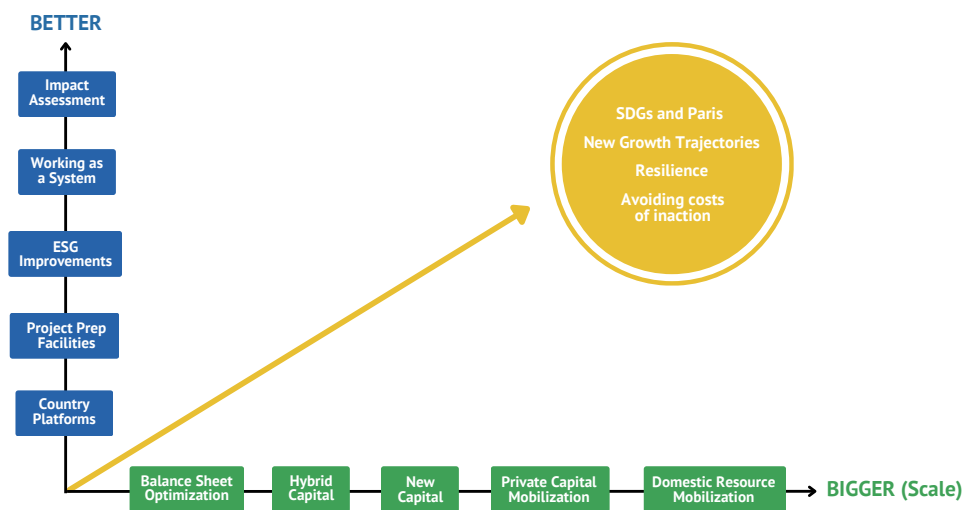 BETTER
Impact
Assessment
Working as
a System
ESG
Improvements
Project Prep
Facilities
Country
Platforms
SDGs and Paris
New Growth Trajectories
Resilience
Avoiding costs
of inaction
Balance Sheet
Optimization
Hybrid
Capital
New
Capital
Private Capital
Mobilization
Domestic Resource
Mobilization
BIGGER (Scale)